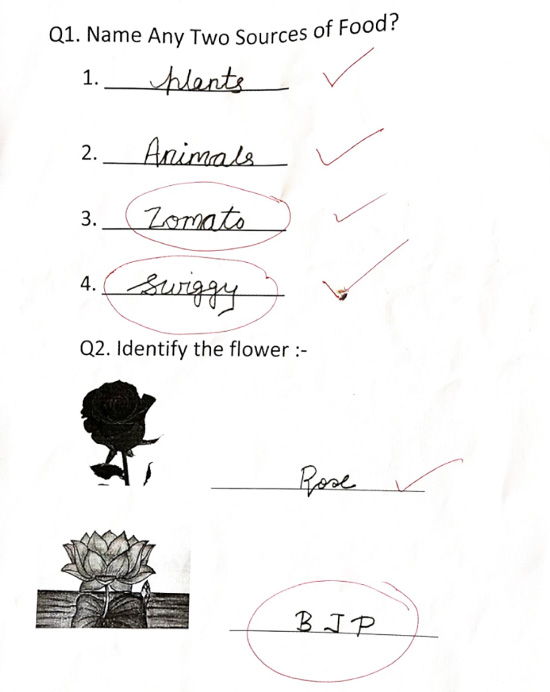 Q1. Name Any Two Sources of Food?
1. plants
2. Animals
3. Zomato
4. Swiggy
Q2. Identify the flower :-
Rose
BJP